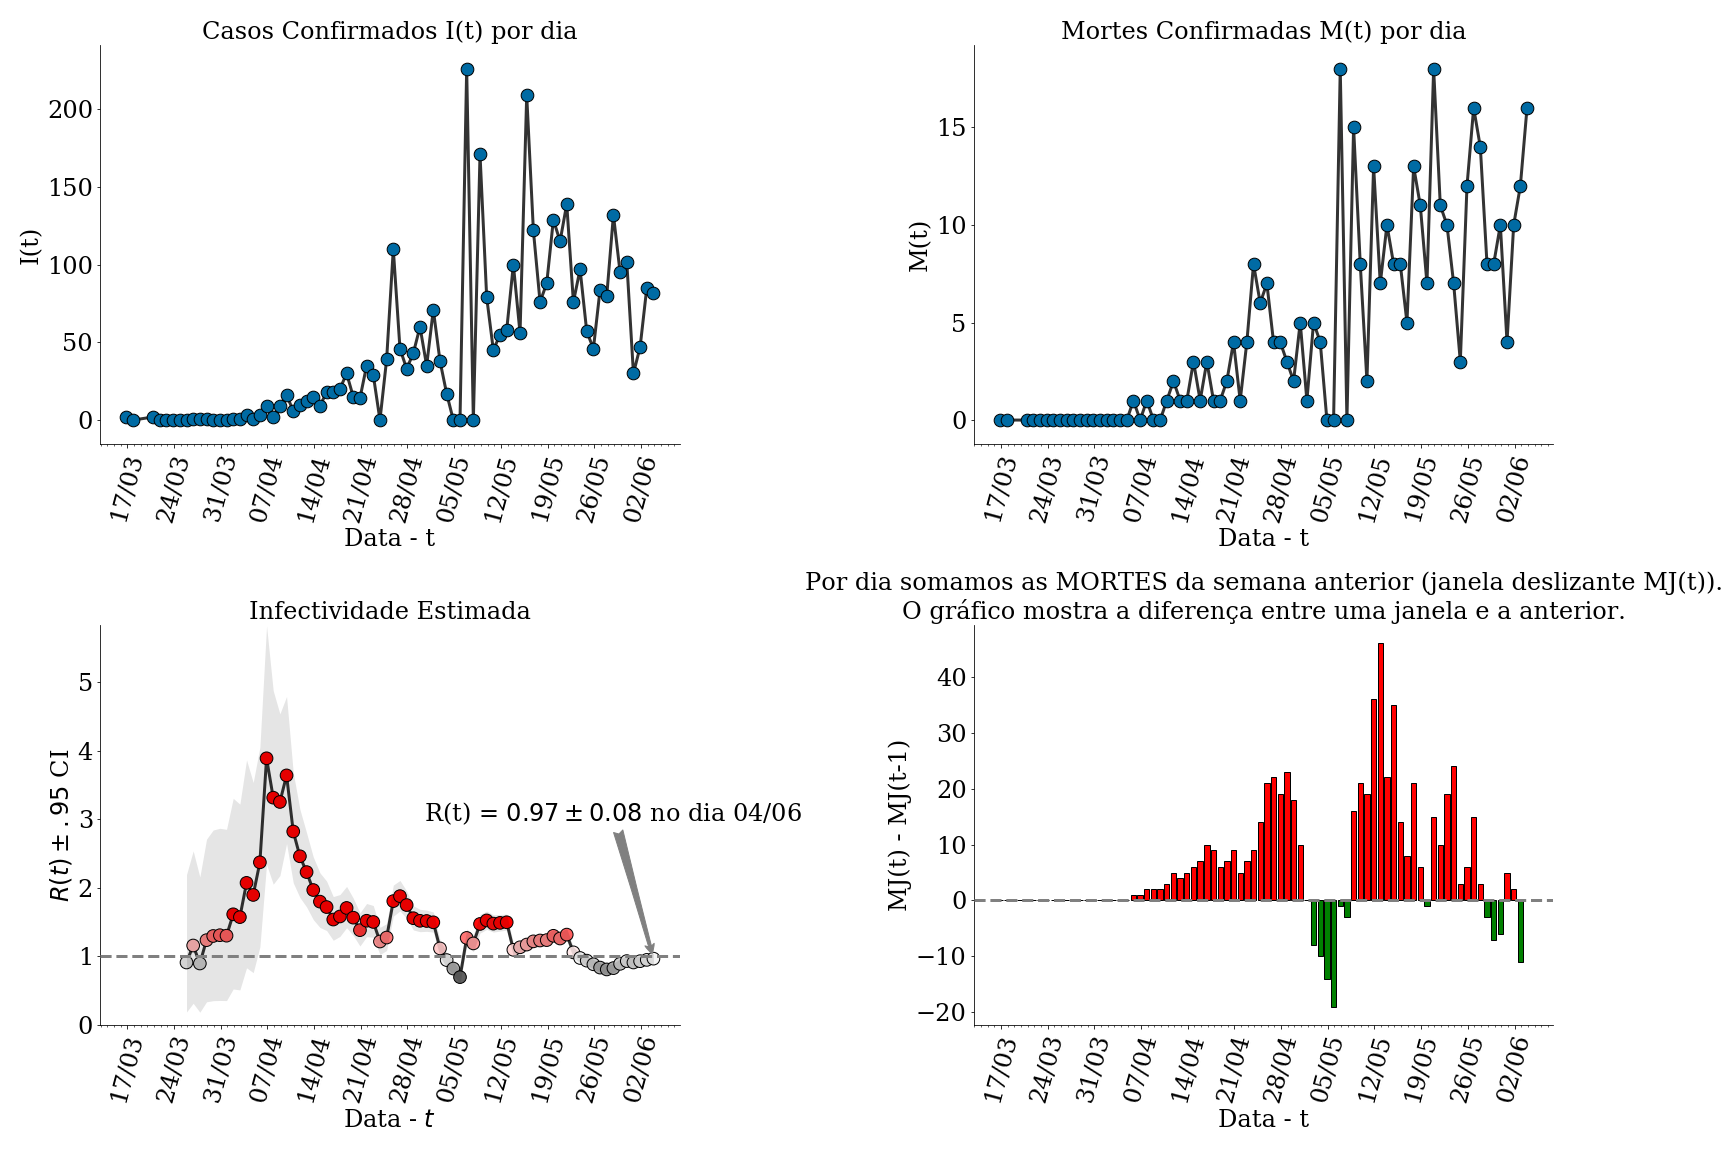 Casos Confirmados I(t) por dia
I(t)
200
150
100
50
0
17/03 24/03 31/03 07/04 14/04 21/04 28/04 05/05 12/05 19/05 26/05 02/06
Data - t
Mortes Confirmadas M(t) por dia
M(t)
15
10
5
0
17/03 24/03 31/03 07/04 14/04 21/04 28/04 05/05 12/05 19/05 26/05 02/06
Data - t
Infectividade Estimada
R(t) ± .95 CI
5
4
3
2
1
0
R(t) = 0.97 ± 0.08 no dia 04/06
17/03 24/03 31/03 07/04 14/04 21/04 28/04 05/05 12/05 19/05 26/05 02/06
Data - t
Por dia somamos as MORTES da semana anterior (janela deslizante MJ(t)).
O gráfico mostra a diferença entre uma janela e a anterior.
MJ(t) - MJ(t-1)
40
30
20
10
0
−10
−20
17/03 24/03 31/03 07/04 14/04 21/04 28/04 05/05 12/05 19/05 26/05 02/06
Data - t